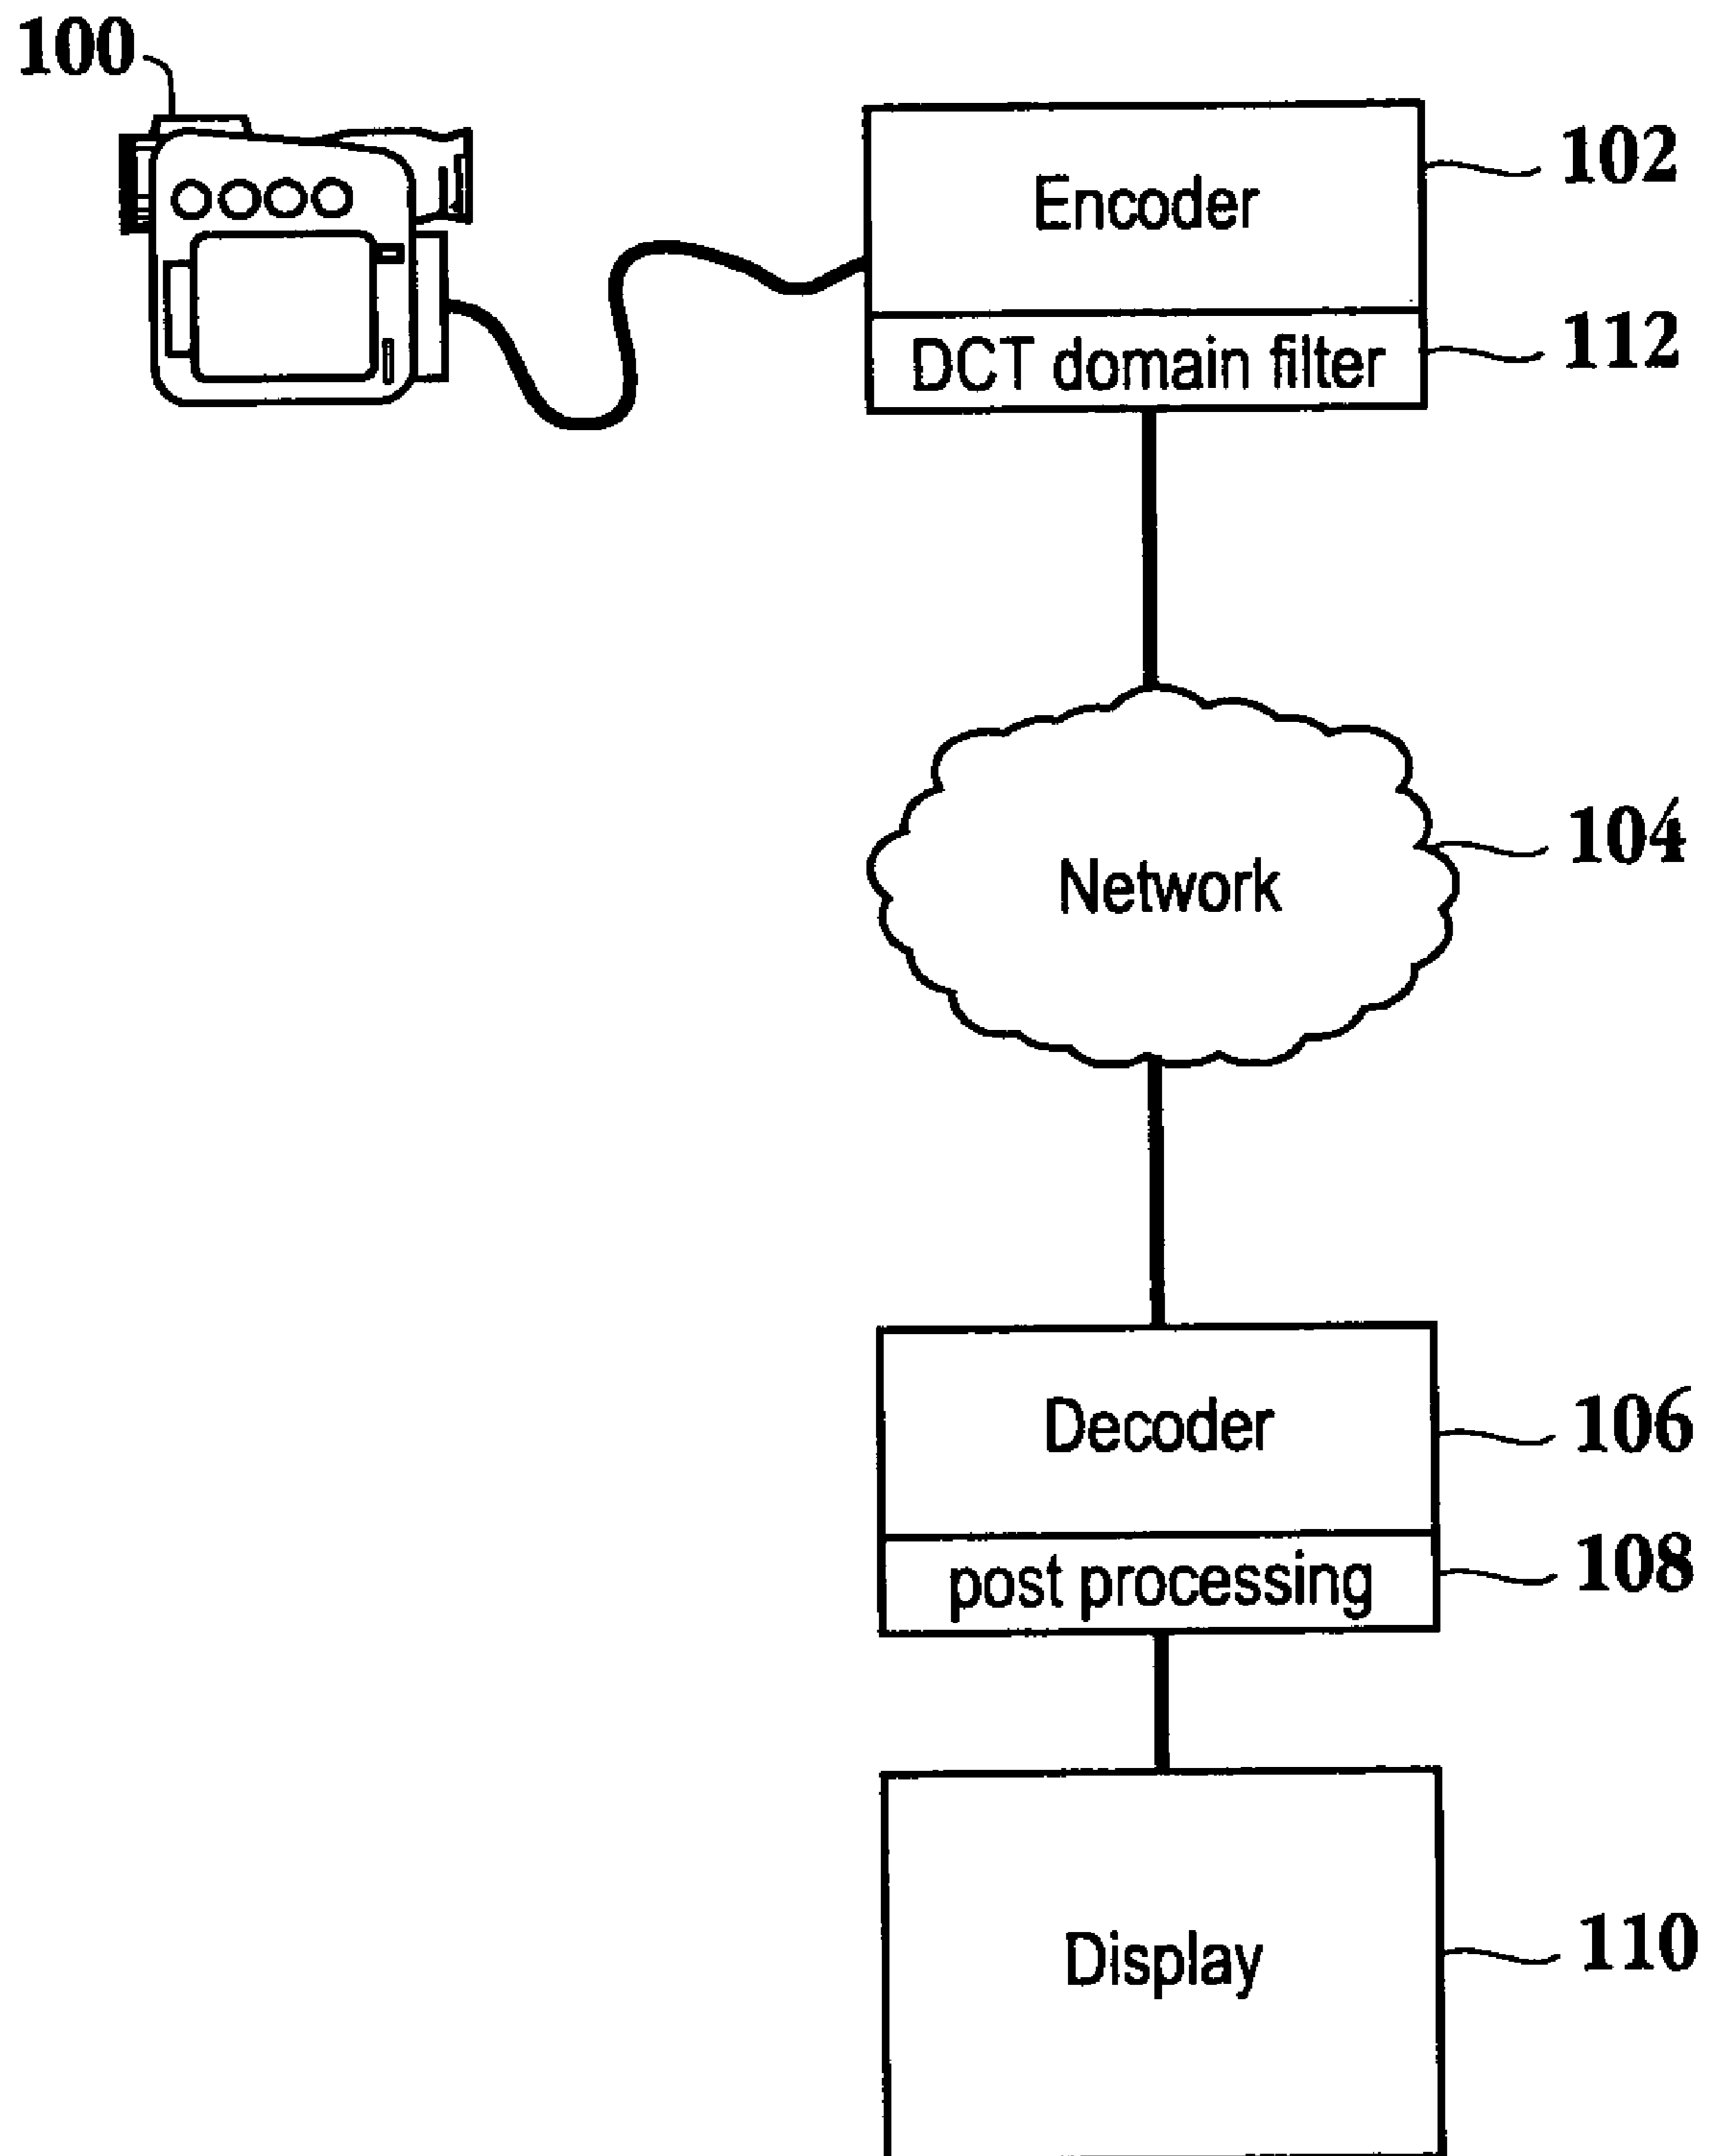 100
Encoder
102
DCT domain filter
112
Network
104
Decoder
106
post processing
108
Display
110